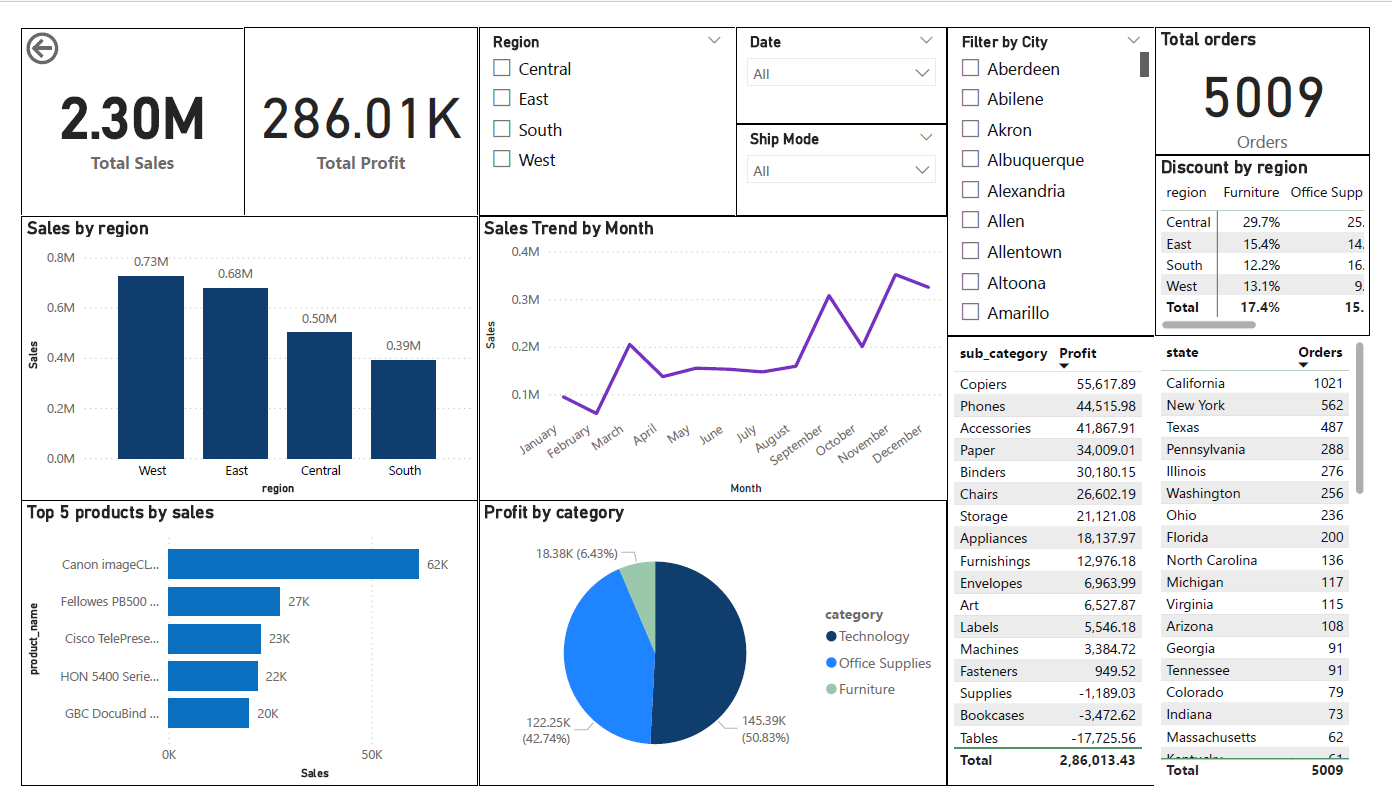 2.30M
Total Sales
286.01K
Total Profit
Region
Central
East
South
West
Date
All
Ship Mode
All
Filter by City
Aberdeen
Abilene
Akron
Albuquerque
Alexandria
Allen
Allentown
Altoona
Amarillo
Total orders
5009
Orders
Discount by region
region Furniture Office Supp
Central 29.7% 25.
East 15.4% 14.
South 12.2% 16.
West 13.1% 9.
Total 17.4% 15.
Sales by region
0.8M
0.6M
0.4M
0.2M
0.0M
Sales
0.73M
0.68M
0.50M
0.39M
West East Central South
region
Sales Trend by Month
0.4M
0.3M
0.2M
0.1M
Sales
January February March April May June July August September October November December
Month
Top 5 products by sales
product_name
Canon imageCL... 62K
Fellowes PB500 ... 27K
Cisco TelePrese... 23K
HON 5400 Serie... 22K
GBC DocuBind ... 20K
0K 50K
Sales
Profit by category
18.38K (6.43%)
122.25K
(42.74%)
145.39K
(50.83%)
category
Technology
Office Supplies
Furniture
sub_category Profit
Copiers 55,617.89
Phones 44,515.98
Accessories 41,867.91
Paper 34,009.01
Binders 30,180.15
Chairs 26,602.19
Storage 21,121.08
Appliances 18,137.97
Furnishings 12,976.18
Envelopes 6,963.99
Art 6,527.87
Labels 5,546.18
Machines 3,384.72
Fasteners 949.52
Supplies -1,189.03
Bookcases -3,472.62
Tables -17,725.56
Total 2,86,013.43
state Orders
California 1021
New York 562
Texas 487
Pennsylvania 288
Illinois 276
Washington 256
Ohio 236
Florida 200
North Carolina 136
Michigan 117
Virginia 115
Arizona 108
Georgia 91
Tennessee 91
Colorado 79
Indiana 73
Massachusetts 62
Total 5009